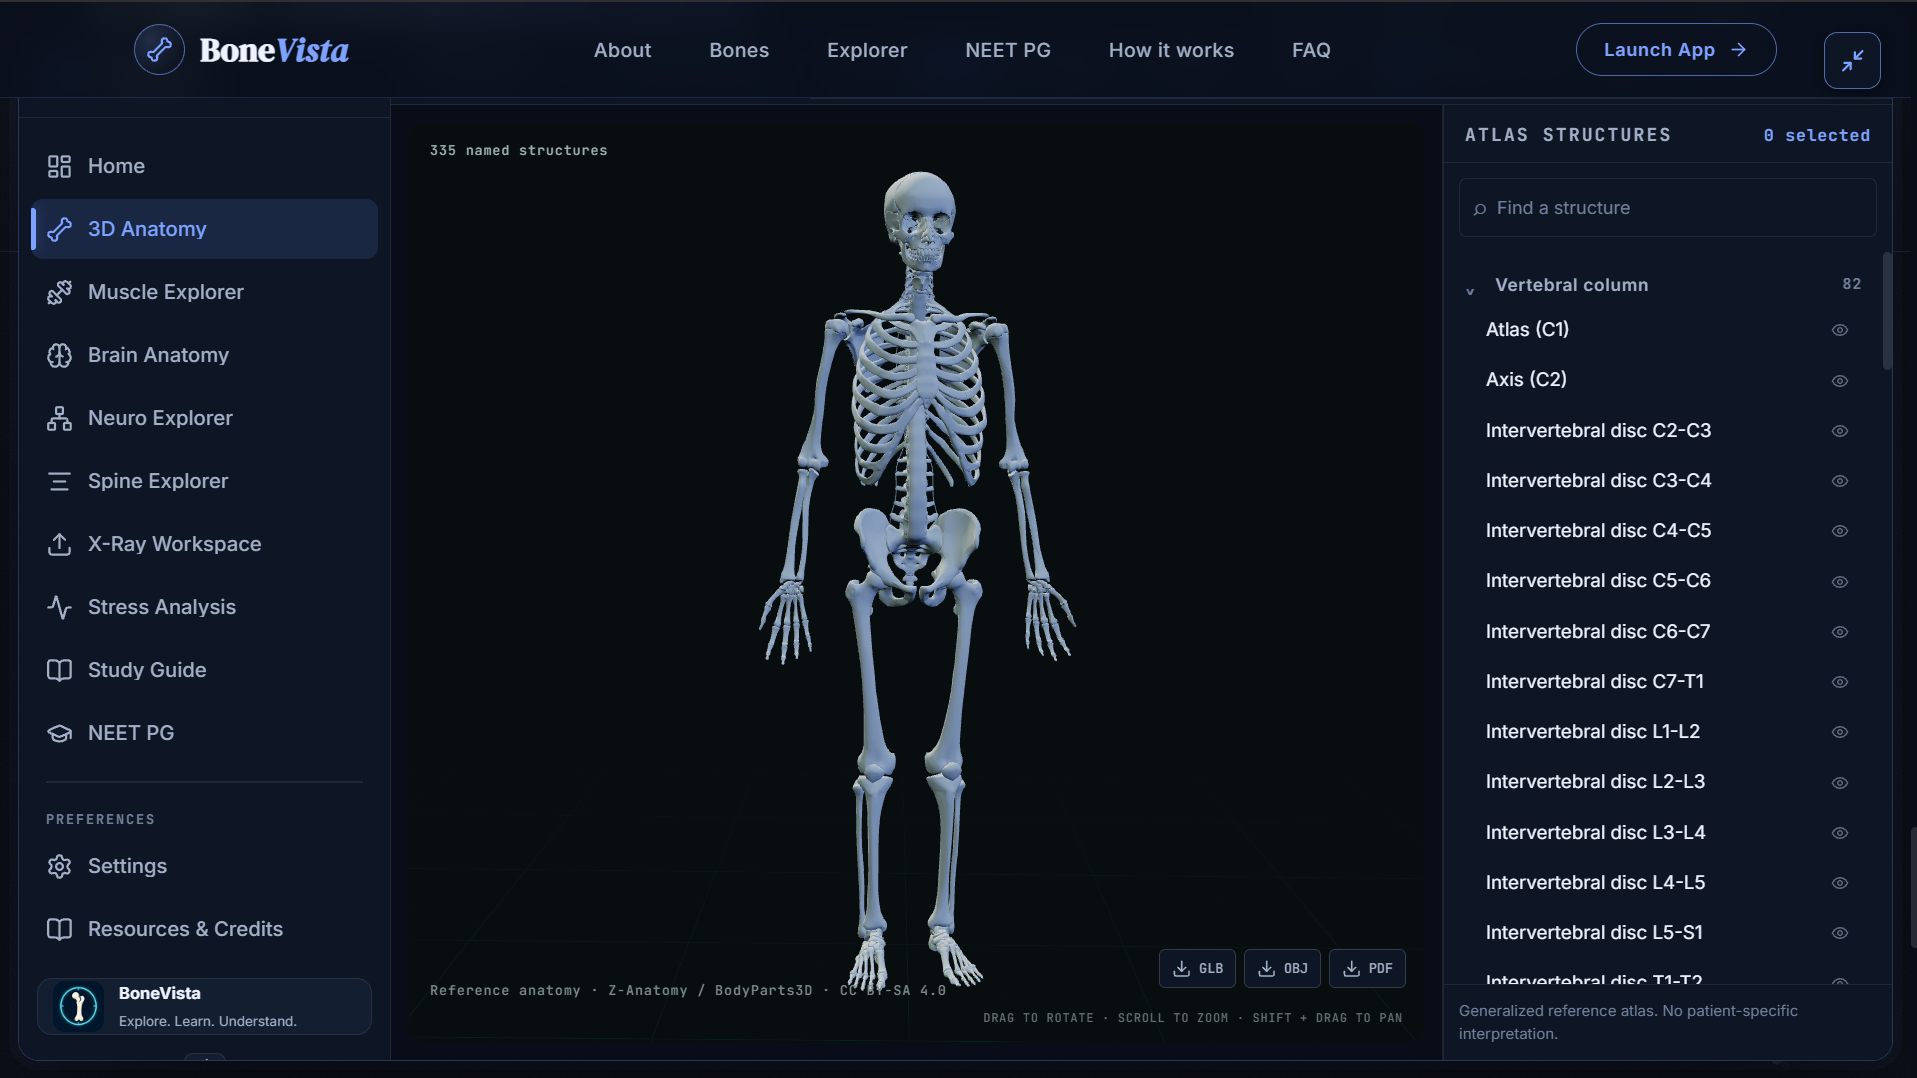 BoneVista
About
Bones
Explorer
NEET PG
How it works
FAQ
Launch App
Home
3D Anatomy
Muscle Explorer
Brain Anatomy
Neuro Explorer
Spine Explorer
X-Ray Workspace
Stress Analysis
Study Guide
NEET PG
PREFERENCES
Settings
Resources & Credits
BoneVista
Explore. Learn. Understand.
335 named structures
Reference anatomy · Z-Anatomy / BodyParts3D · CC BY-SA 4.0
GLB
OBJ
PDF
DRAG TO ROTATE · SCROLL TO ZOOM · SHIFT + DRAG TO PAN
ATLAS STRUCTURES
0 selected
Find a structure
Vertebral column
82
Atlas (C1)
Axis (C2)
Intervertebral disc C2-C3
Intervertebral disc C3-C4
Intervertebral disc C4-C5
Intervertebral disc C5-C6
Intervertebral disc C6-C7
Intervertebral disc C7-T1
Intervertebral disc L1-L2
Intervertebral disc L2-L3
Intervertebral disc L3-L4
Intervertebral disc L4-L5
Intervertebral disc L5-S1
Intervertebral disc T1-T2
Generalized reference atlas. No patient-specific
interpretation.